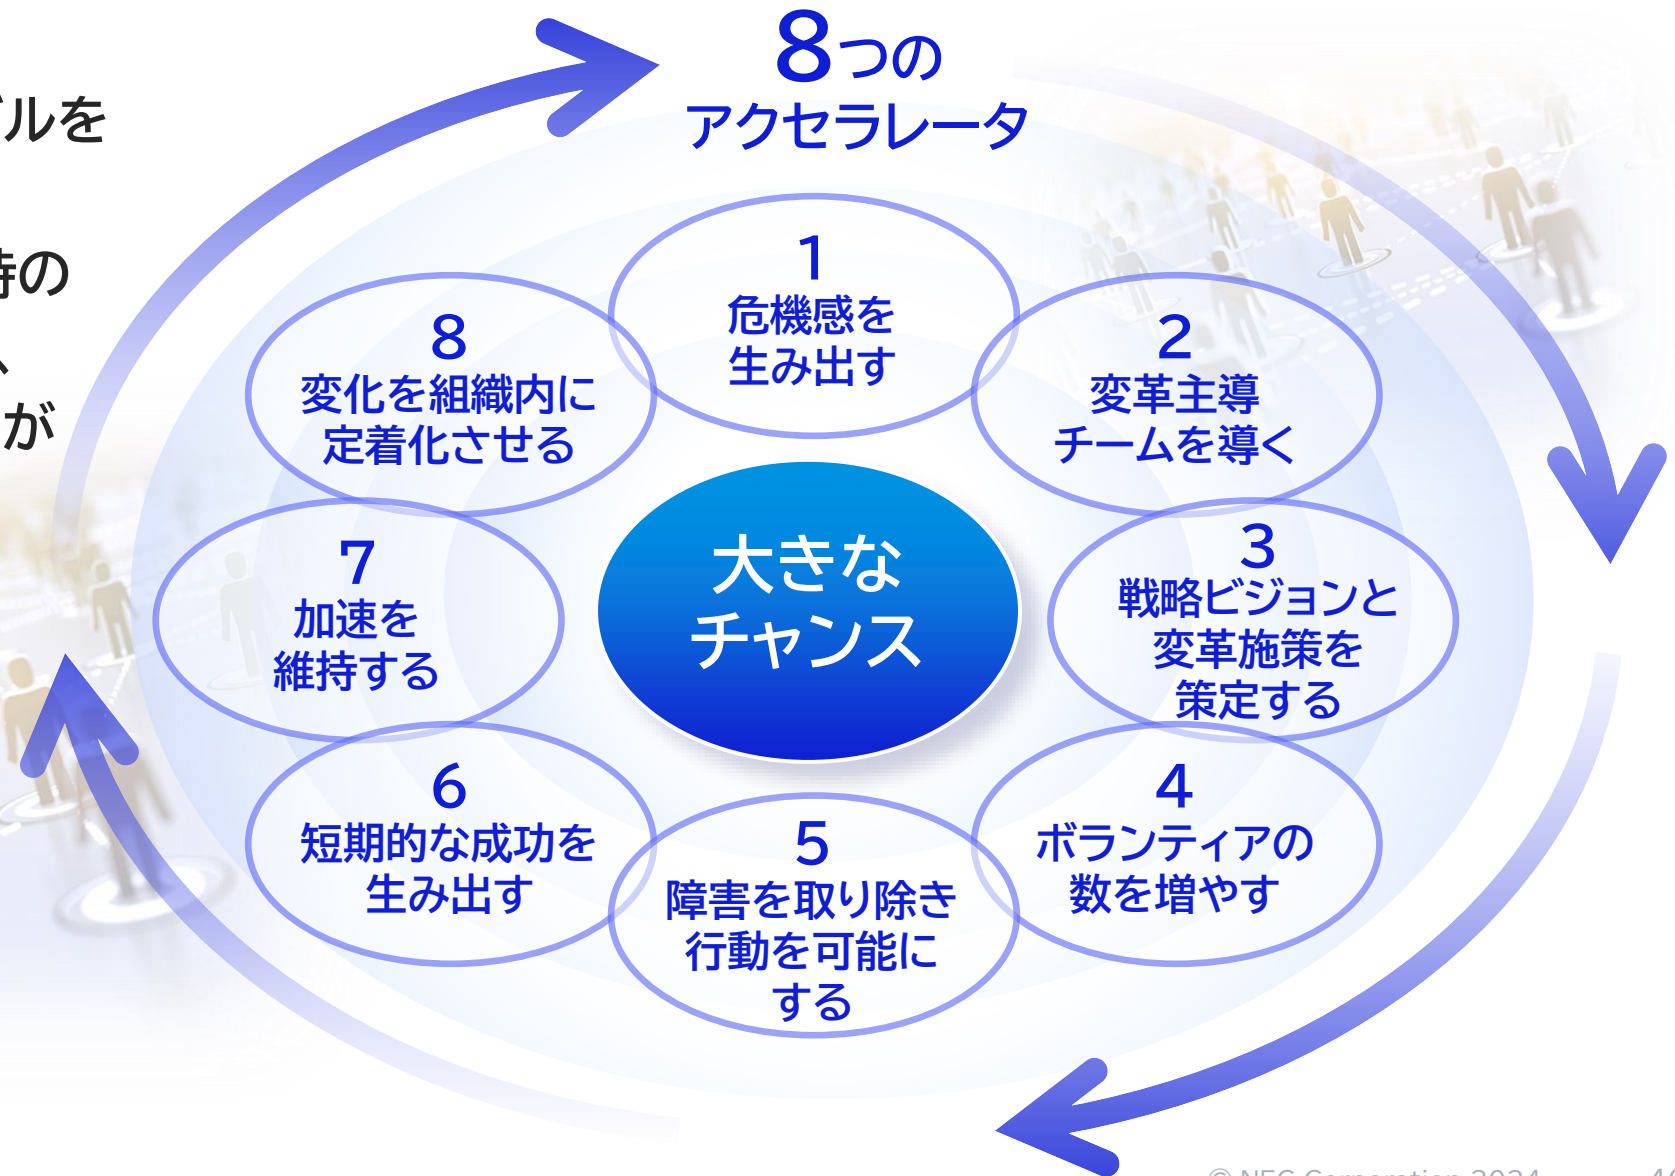 ルを
持の
が
8つの
アクセラレータ
1
危機感を
生み出す
2
変革主導
チームを導く
3
戦略ビジョンと
変革施策を
策定する
4
ボランティアの
数を増やす
5
障害を取り除き
行動を可能に
する
6
短期的な成功を
生み出す
7
加速を
維持する
8
変化を組織内に
定着化させる
大きな
チャンス
© NEC Corporation 2024